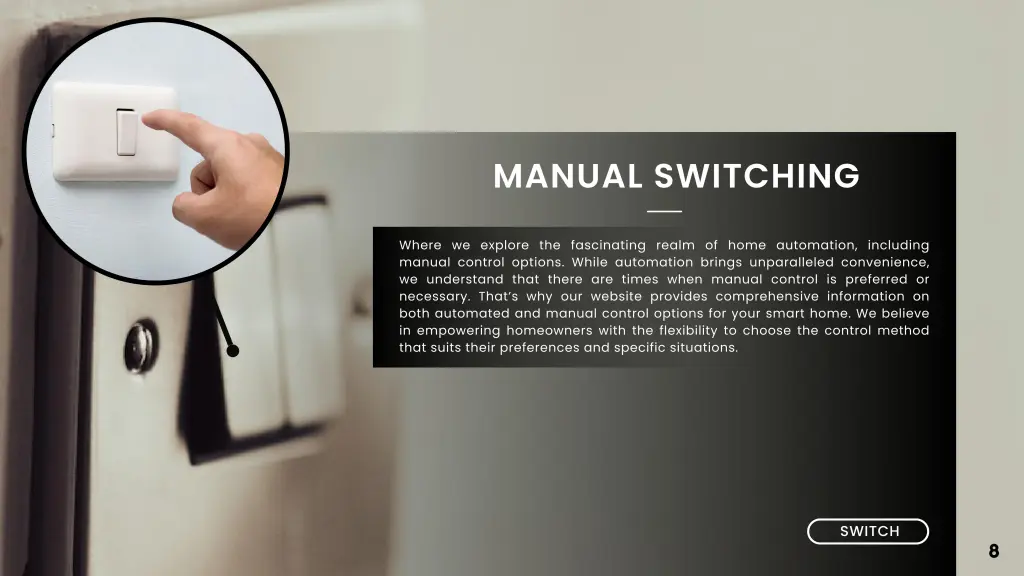 MANUAL SWITCHING
Where we explore the fascinating realm of home automation, including
manual control options. While automation brings unparalleled convenience,
we understand that there are times when manual control is preferred or
necessary. That's why our website provides comprehensive information on
both automated and manual control options for your smart home. We believe
in empowering homeowners with the flexibility to choose the control method
that suits their preferences and specific situations.
SWITCH
8